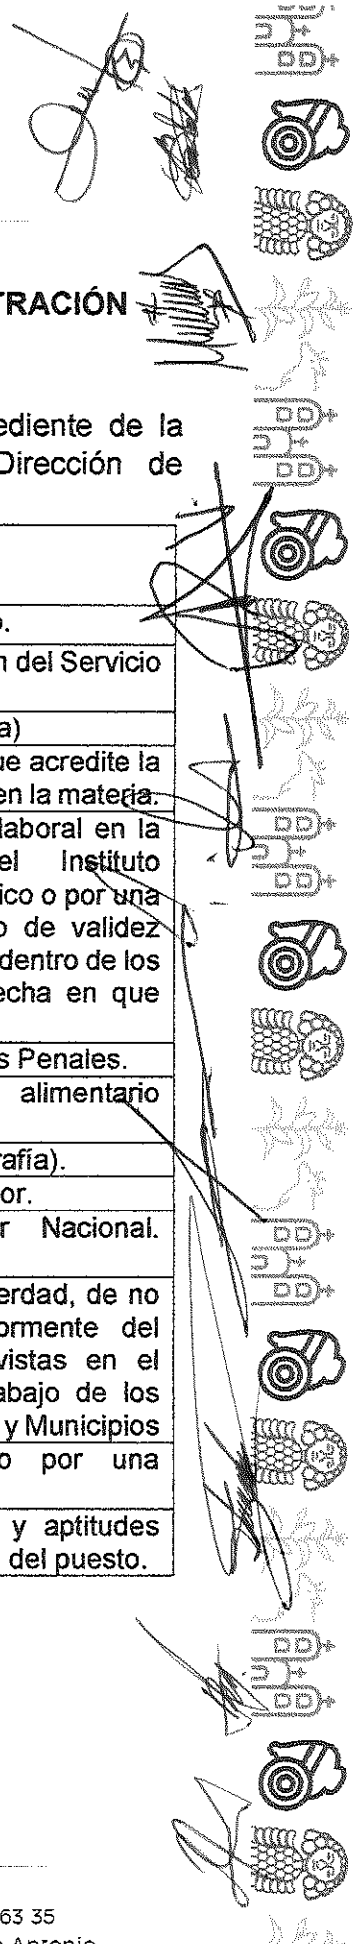 TRACIÓN
ediente de la
Dirección de
o.
n del Servicio
a)
ue acredite la
en la materia.
laboral en la
el Instituto
ico o por una
o de validez
dentro de los
echa en que
s Penales.
alimentario
rafía).
or.
r Nacional.
erdad, de no
ormente del
vistas en el
abajo de los
y Municipios
o por una
y aptitudes
del puesto.
63 35
Antonio